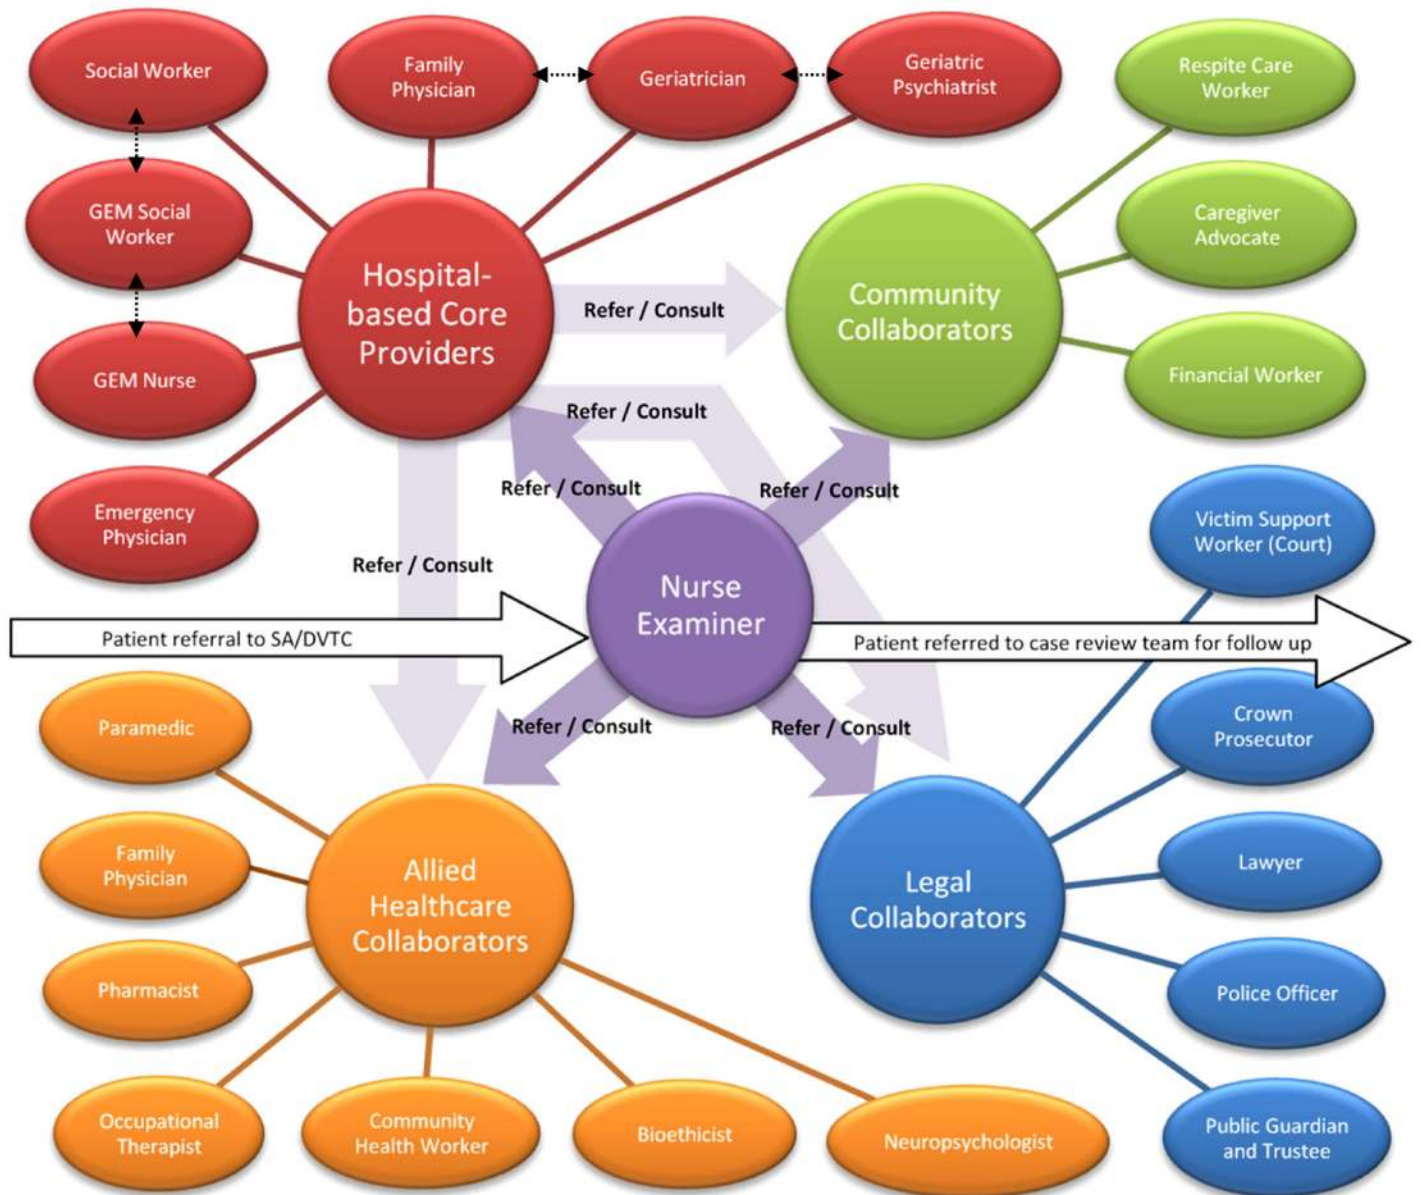 Social Worker
Family
Physician
Geriatrician
Geriatric
Psychiatrist
Respite Care
Worker
GEM Social
Worker
Caregiver
Advocate
Hospital-
based Core
Providers
Refer / Consult
Community
Collaborators
GEM Nurse
Financial Worker
Refer / Consult
Refer / Consult
Refer / Consult
Emergency
Physician
Victim Support
Worker (Court)
Refer / Consult
Nurse
Examiner
Patient referral to SA/DVTC
Patient referred to case review team for follow up
Paramedic
Refer / Consult
Refer / Consult
Crown
Prosecutor
Family
Physician
Allied
Healthcare
Collaborators
Legal
Collaborators
Lawyer
Pharmacist
Police Officer
Occupational
Therapist
Community
Health Worker
Bioethicist
Neuropsychologist
Public Guardian
and Trustee